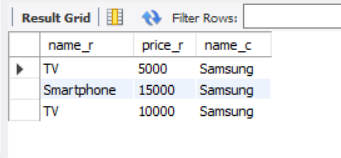 Result Grid Filter Rows:
name_r price_r name_c
TV 5000 Samsung
Smartphone 15000 Samsung
TV 10000 Samsung